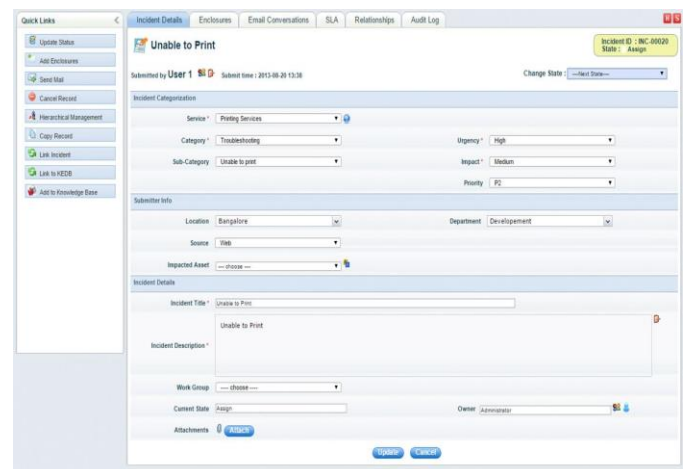 Quick Links
Update Status
Add Enclosures
Send Mail
Cancel Record
Hierarchical Management
Copy Record
Link Incident
Link to KEDB
Add to Knowledge Base
Incident Details Enclosures Email Conversations SLA Relationships Audit Log
Unable to Print
Incident ID : INC-00020
State : Assign
Submitted by User 1 Submit time : 2013-08-20 13:38
Change State : ---Next State---
Incident Categorization
Service * Printing Services
Category * Troubleshooting Urgency * High
Sub-Category Unable to print Impact * Medium
Priority P2
Submitter Info
Location Bangalore Department Developement
Source Web
Impacted Asset --- choose ---
Incident Details
Incident Title * Unable to Print
Unable to Print
Incident Description *
Work Group ---- choose ----
Current State Assign Owner Administrator
Attachments Attach
Update Cancel